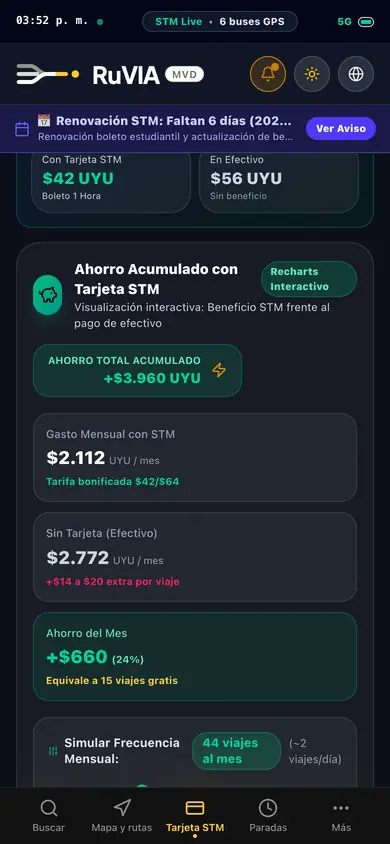 03:52 p. m.
STM Live • 6 buses GPS
5G
RuVIA MVD
Renovación STM: Faltan 6 días (202...
Renovación boleto estudiantil y actualización de be...
Ver Aviso
Con Tarjeta STM
$42 UYU
Boleto 1 Hora
En Efectivo
$56 UYU
Sin beneficio
Ahorro Acumulado con
Tarjeta STM
Recharts
Interactivo
Visualización interactiva: Beneficio STM frente al
pago de efectivo
AHORRO TOTAL ACUMULADO
+$3.960 UYU
Gasto Mensual con STM
$2.112 UYU / mes
Tarifa bonificada $42/$64
Sin Tarjeta (Efectivo)
$2.772 UYU / mes
+$14 a $20 extra por viaje
Ahorro del Mes
+$660 (24%)
Equivale a 15 viajes gratis
Simular Frecuencia
Mensual:
44 viajes
al mes
(~2
viajes/día)
Buscar
Mapa y rutas
Tarjeta STM
Paradas
Más